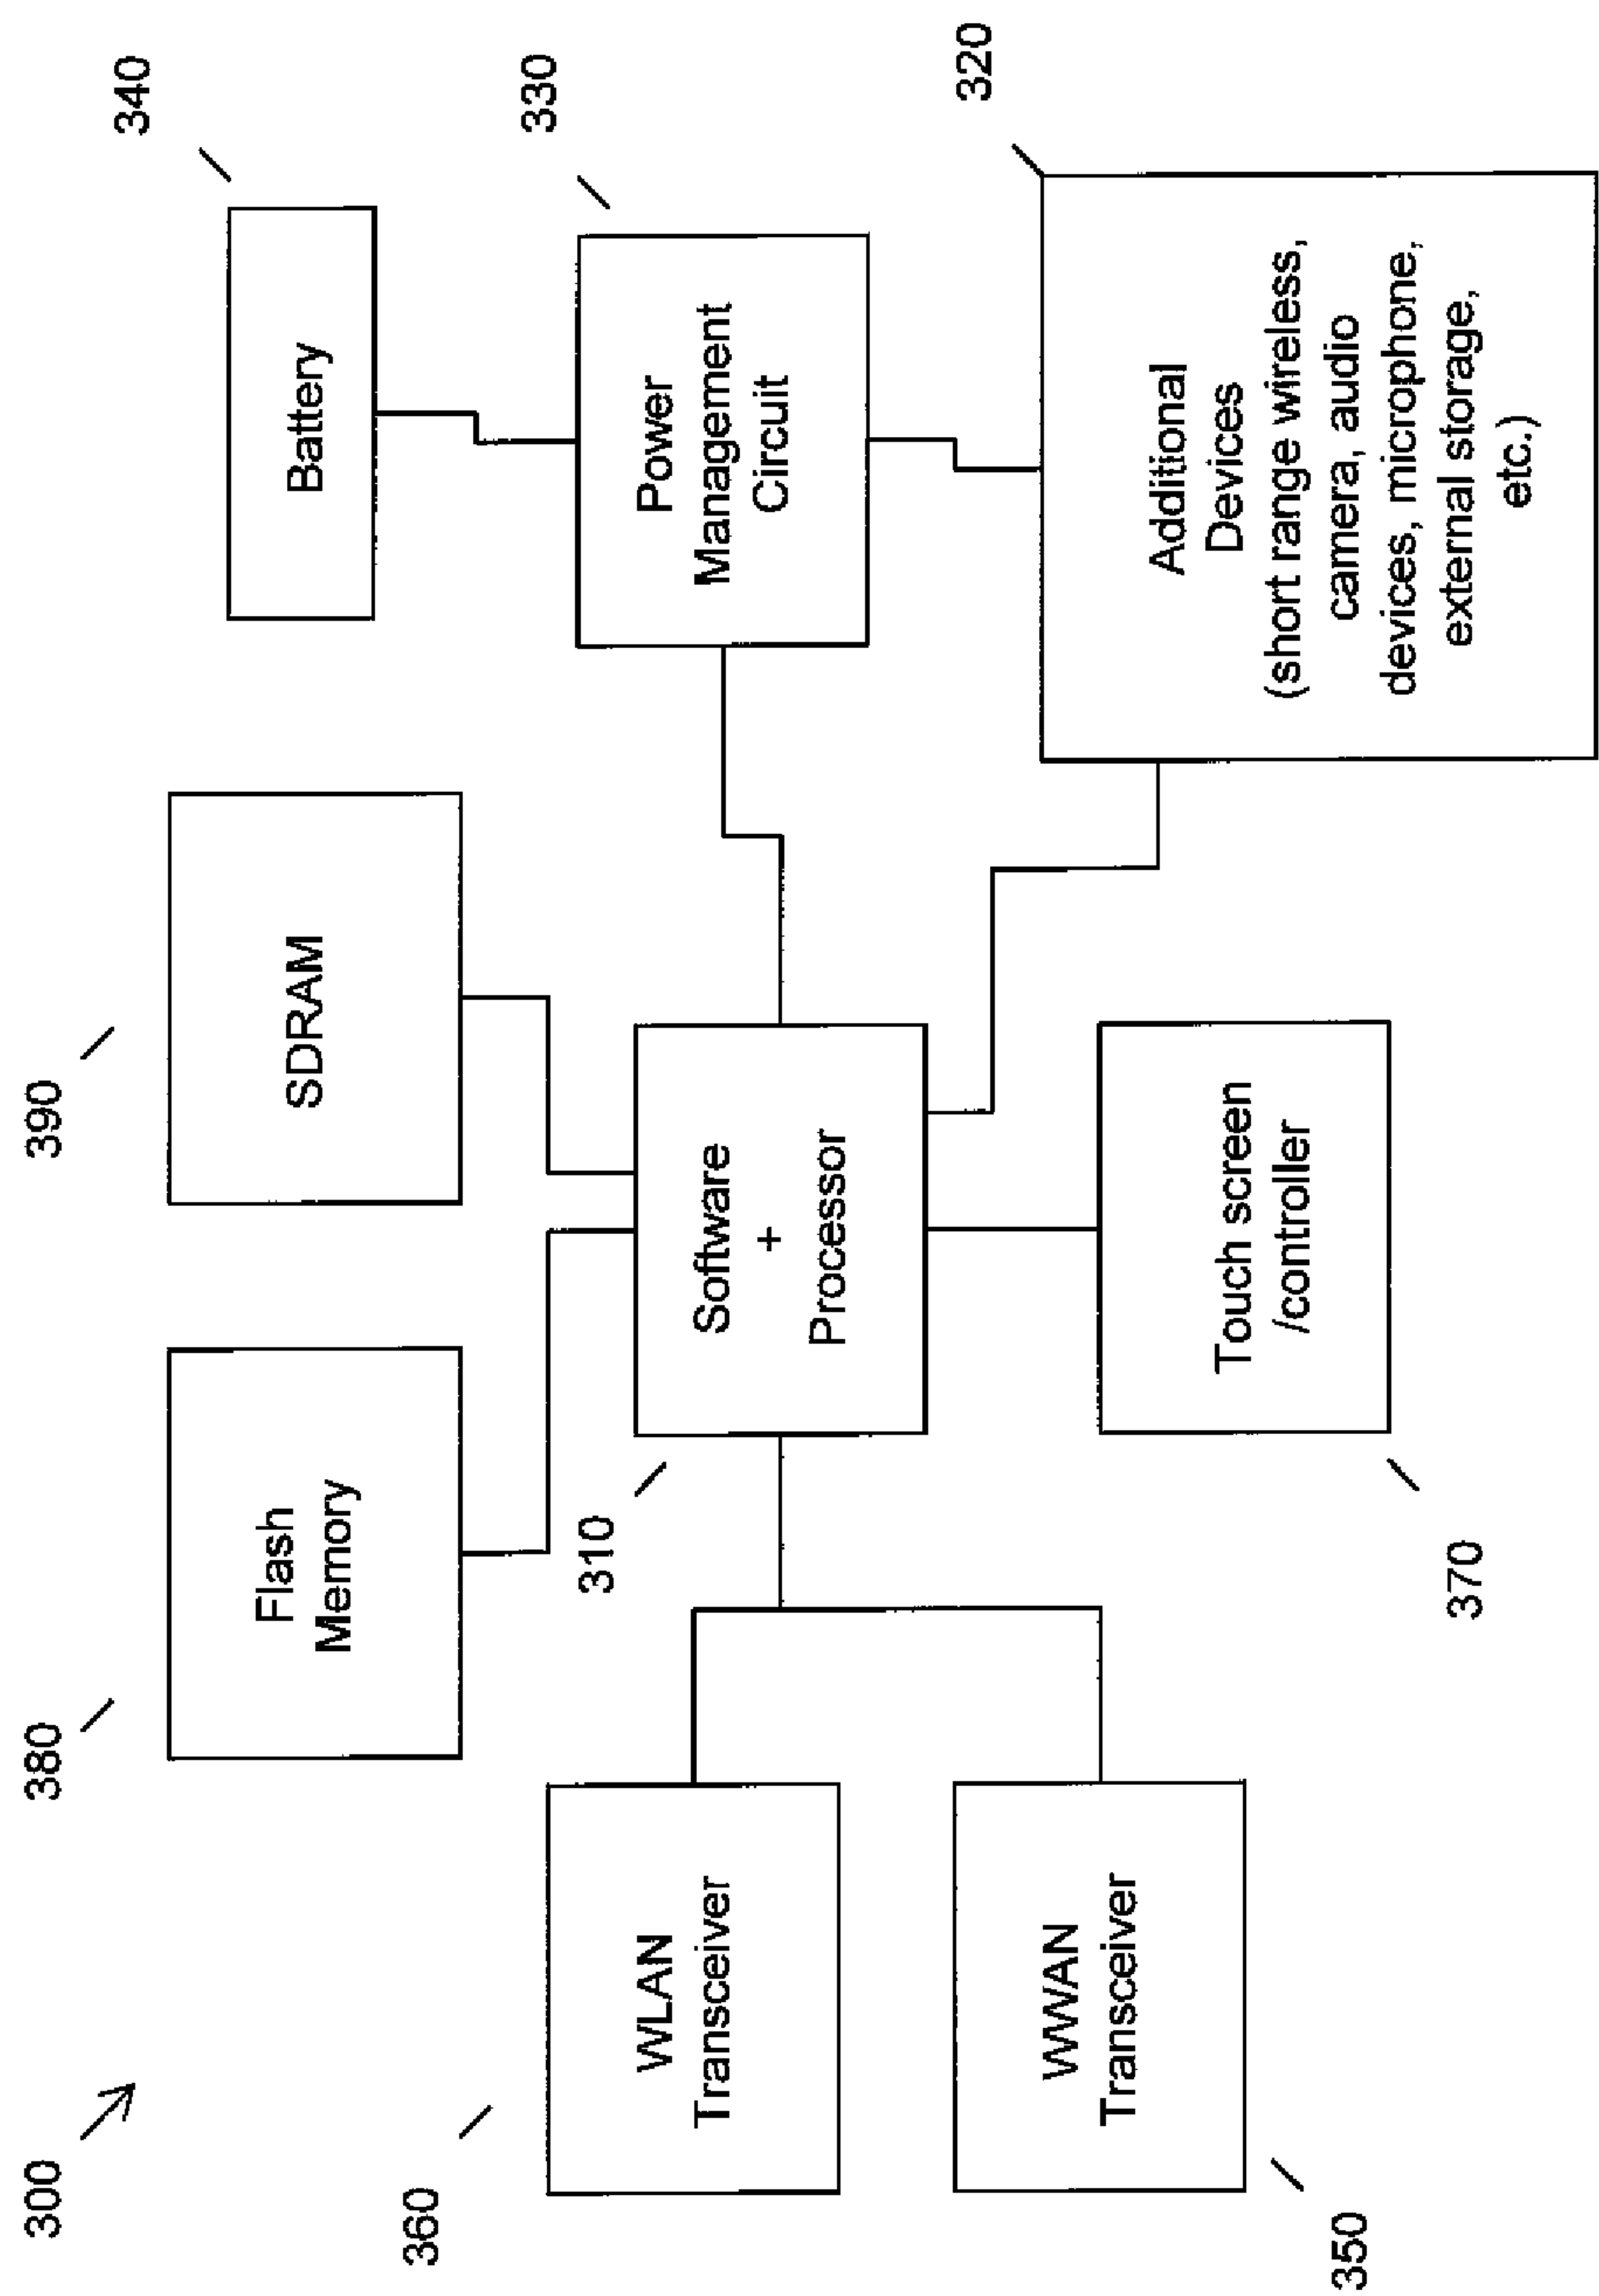 300
380
390
340
Flash
Memory
SDRAM
Battery
360
310
330
WLAN
Transceiver
Software
+
Processor
Power
Management
Circuit
320
WWAN
Transceiver
Touch screen
/controller
Additional
Devices
(short range wireless,
camera, audio
devices, microphone,
external storage,
etc.)
350
370